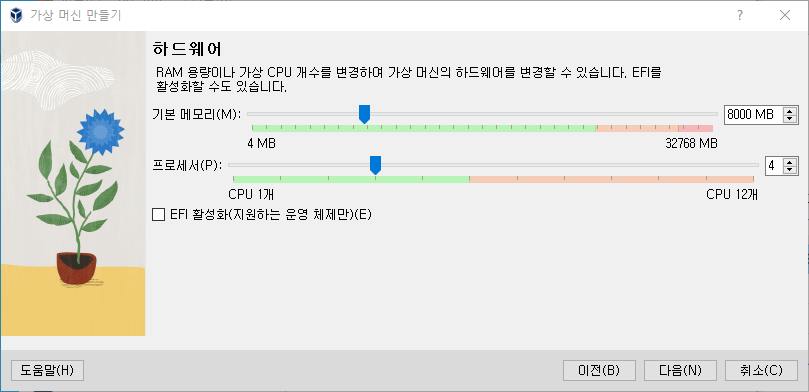 가상 머신 만들기
하드웨어
RAM 용량이나 가상 CPU 개수를 변경하여 가상 머신의 하드웨어를 변경할 수 있습니다. EFI를
활성화할 수도 있습니다.
기본 메모리(M): 8000 MB
4 MB 32768 MB
프로세서(P): 4
CPU 1개 CPU 12개
EFI 활성화(지원하는 운영 체제만)(E)
도움말(H) 이전(B) 다음(N) 취소(C)